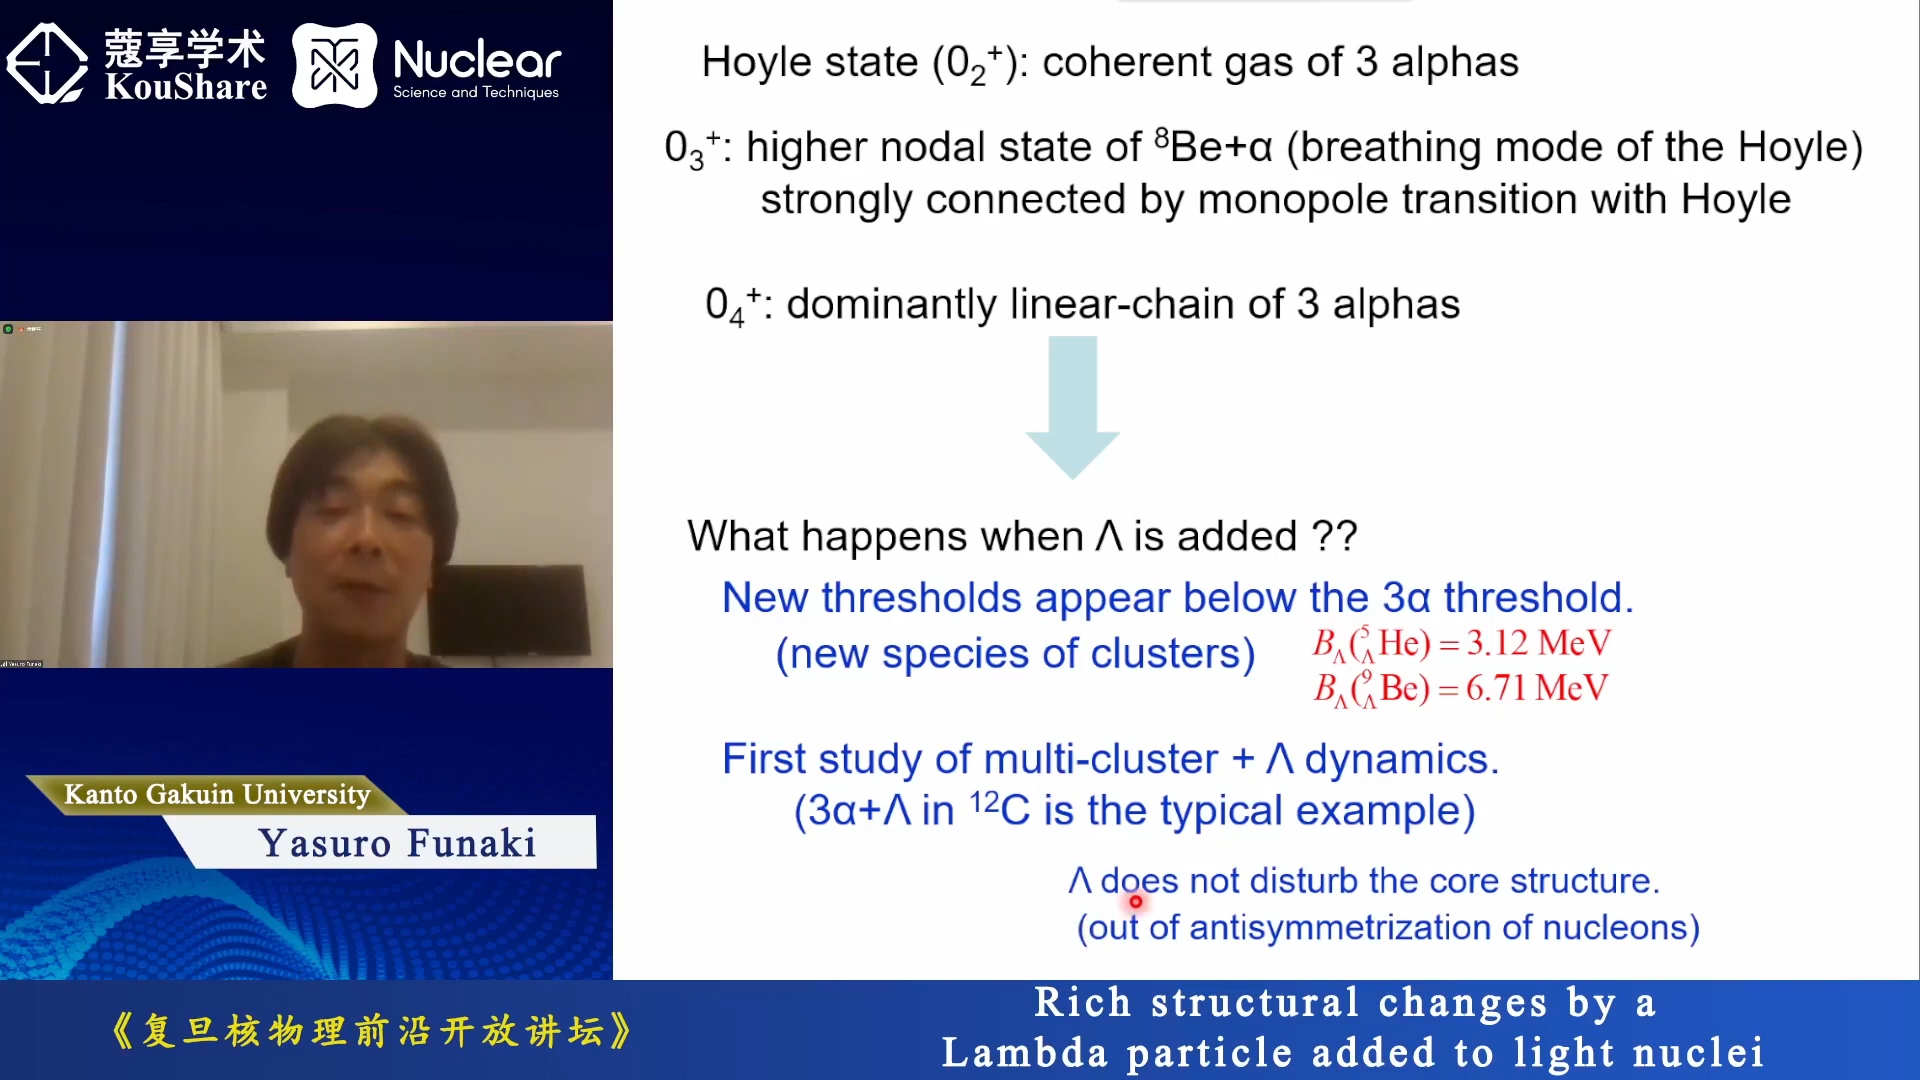 蔻享学术
KouShare
Nuclear
Science and Techniques
Hoyle state (0₂⁺): coherent gas of 3 alphas
0₃⁺: higher nodal state of ⁸Be+α (breathing mode of the Hoyle)
strongly connected by monopole transition with Hoyle
0₄⁺: dominantly linear-chain of 3 alphas
What happens when Λ is added ??
New thresholds appear below the 3α threshold.
(new species of clusters)
B_Λ(⁵_ΛHe) = 3.12 MeV
B_Λ(⁹_ΛBe) = 6.71 MeV
First study of multi-cluster + Λ dynamics.
(3α+Λ in ¹²C is the typical example)
Λ does not disturb the core structure.
(out of antisymmetrization of nucleons)
Yasuro Funaki
Kanto Gakuin University
Yasuro Funaki
《复旦核物理前沿开放讲坛》
Rich structural changes by a
Lambda particle added to light nuclei